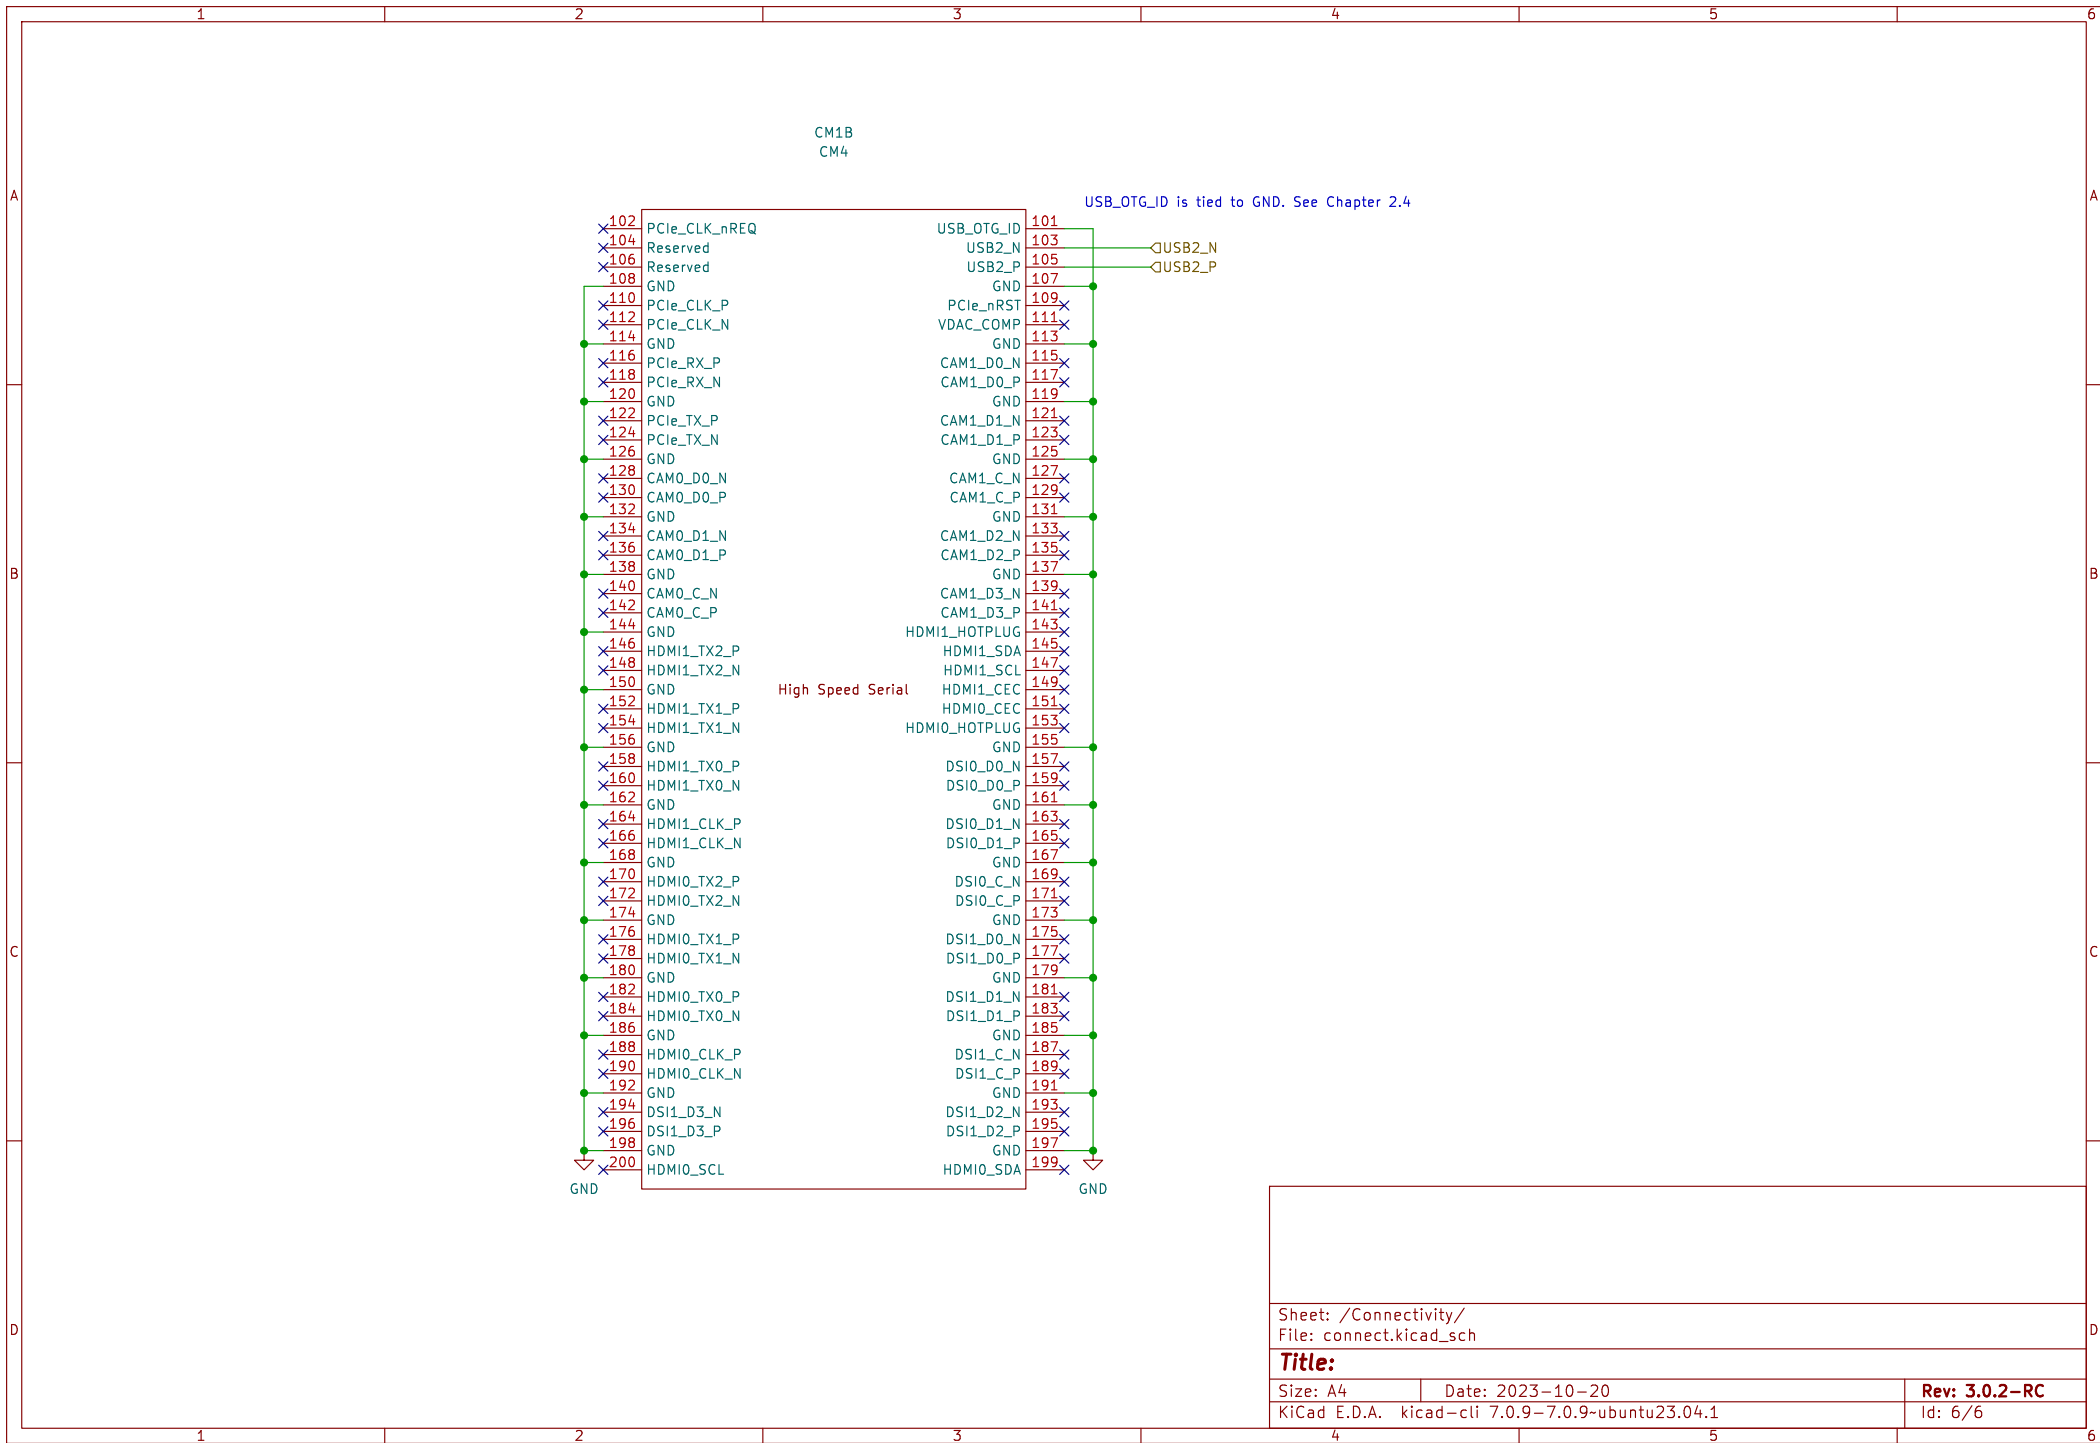 1 2 3 4 5 6
CM1B
CM4
A A
USB_OTG_ID is tied to GND. See Chapter 2.4
102 PCIe_CLK_nREQ USB_OTG_ID 101
104 Reserved USB2_N 103 USB2_N
106 Reserved USB2_P 105 USB2_P
108 GND GND 107
110 PCIe_CLK_P PCIe_nRST 109
112 PCIe_CLK_N VDAC_COMP 111
114 GND GND 113
116 PCIe_RX_P CAM1_D0_N 115
118 PCIe_RX_N CAM1_D0_P 117
120 GND GND 119
122 PCIe_TX_P CAM1_D1_N 121
124 PCIe_TX_N CAM1_D1_P 123
126 GND GND 125
128 CAM0_D0_N CAM1_C_N 127
130 CAM0_D0_P CAM1_C_P 129
132 GND GND 131
134 CAM0_D1_N CAM1_D2_N 133
136 CAM0_D1_P CAM1_D2_P 135
B 138 GND GND 137 B
140 CAM0_C_N CAM1_D3_N 139
142 CAM0_C_P CAM1_D3_P 141
144 GND HDMI1_HOTPLUG 143
146 HDMI1_TX2_P HDMI1_SDA 145
148 HDMI1_TX2_N HDMI1_SCL 147
150 GND High Speed Serial HDMI1_CEC 149
152 HDMI1_TX1_P HDMI0_CEC 151
154 HDMI1_TX1_N HDMI0_HOTPLUG 153
156 GND GND 155
158 HDMI1_TX0_P DSI0_D0_N 157
160 HDMI1_TX0_N DSI0_D0_P 159
162 GND GND 161
164 HDMI1_CLK_P DSI0_D1_N 163
166 HDMI1_CLK_N DSI0_D1_P 165
168 GND GND 167
170 HDMI0_TX2_P DSI0_C_N 169
172 HDMI0_TX2_N DSI0_C_P 171
174 GND GND 173
176 HDMI0_TX1_P DSI1_D0_N 175
C 178 HDMI0_TX1_N DSI1_D0_P 177 C
180 GND GND 179
182 HDMI0_TX0_P DSI1_D1_N 181
184 HDMI0_TX0_N DSI1_D1_P 183
186 GND GND 185
188 HDMI0_CLK_P DSI1_C_N 187
190 HDMI0_CLK_N DSI1_C_P 189
192 GND GND 191
194 DSI1_D3_N DSI1_D2_N 193
196 DSI1_D3_P DSI1_D2_P 195
198 GND GND 197
200 HDMI0_SCL HDMI0_SDA 199
GND GND
Sheet: /Connectivity/
D D
File: connect.kicad_sch
Title:
Size: A4 Date: 2023-10-20 Rev: 3.0.2-RC
KiCad E.D.A. kicad-cli 7.0.9-7.0.9~ubuntu23.04.1 Id: 6/6
1 2 3 4 5 6